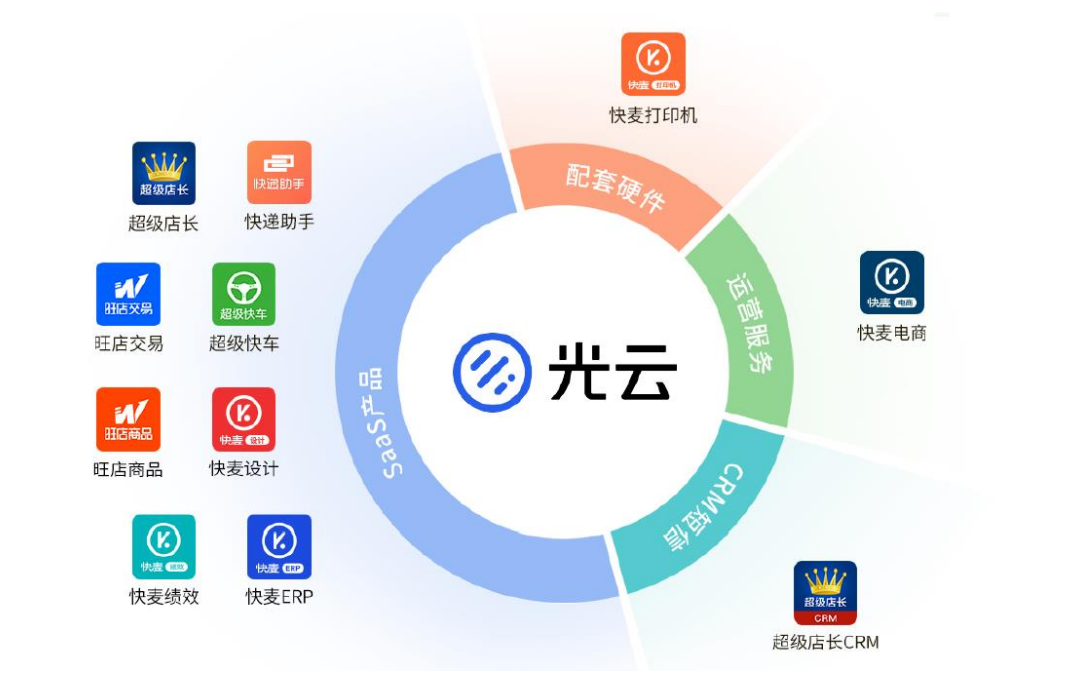 快麦 打印机
快麦打印机
配套硬件
超级店长
超级店长
快递助手
快递助手
旺店交易
旺店交易
超级快车
超级快车
旺店商品
旺店商品
快麦 设计
快麦设计
快麦 绩效
快麦绩效
快麦 ERP
快麦ERP
SaaS产品
光云
运营服务
快麦 电商
快麦电商
CRM短信
超级店长
CRM
超级店长CRM